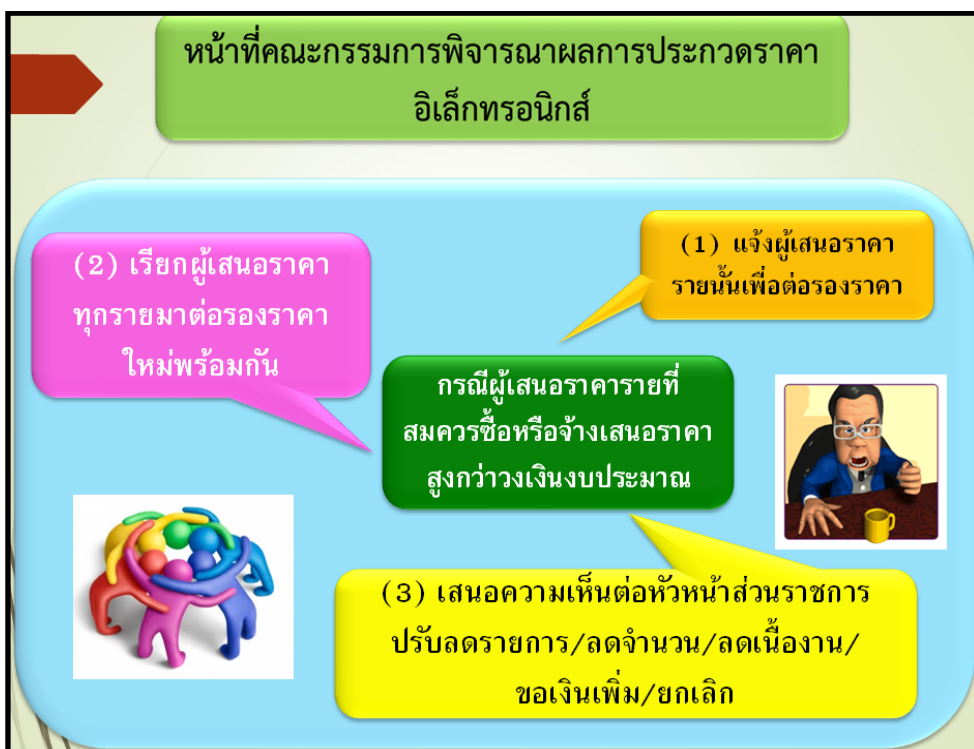 หน้าที่คณะกรรมการพิจารณาผลการประกวดราคา
อิเล็กทรอนิกส์
(1) แจ้งผู้เสนอราคา
รายนั้นเพื่อต่อรองราคา
(2) เรียกผู้เสนอราคา
ทุกรายมาต่อรองราคา
ใหม่พร้อมกัน
กรณีผู้เสนอราคารายที่
สมควรซื้อหรือจ้างเสนอราคา
สูงกว่าวงเงินงบประมาณ
(3) เสนอความเห็นต่อหัวหน้าส่วนราชการ
ปรับลดรายการ/ลดจำนวน/ลดเนื้องาน/
ขอเงินเพิ่ม/ยกเลิก